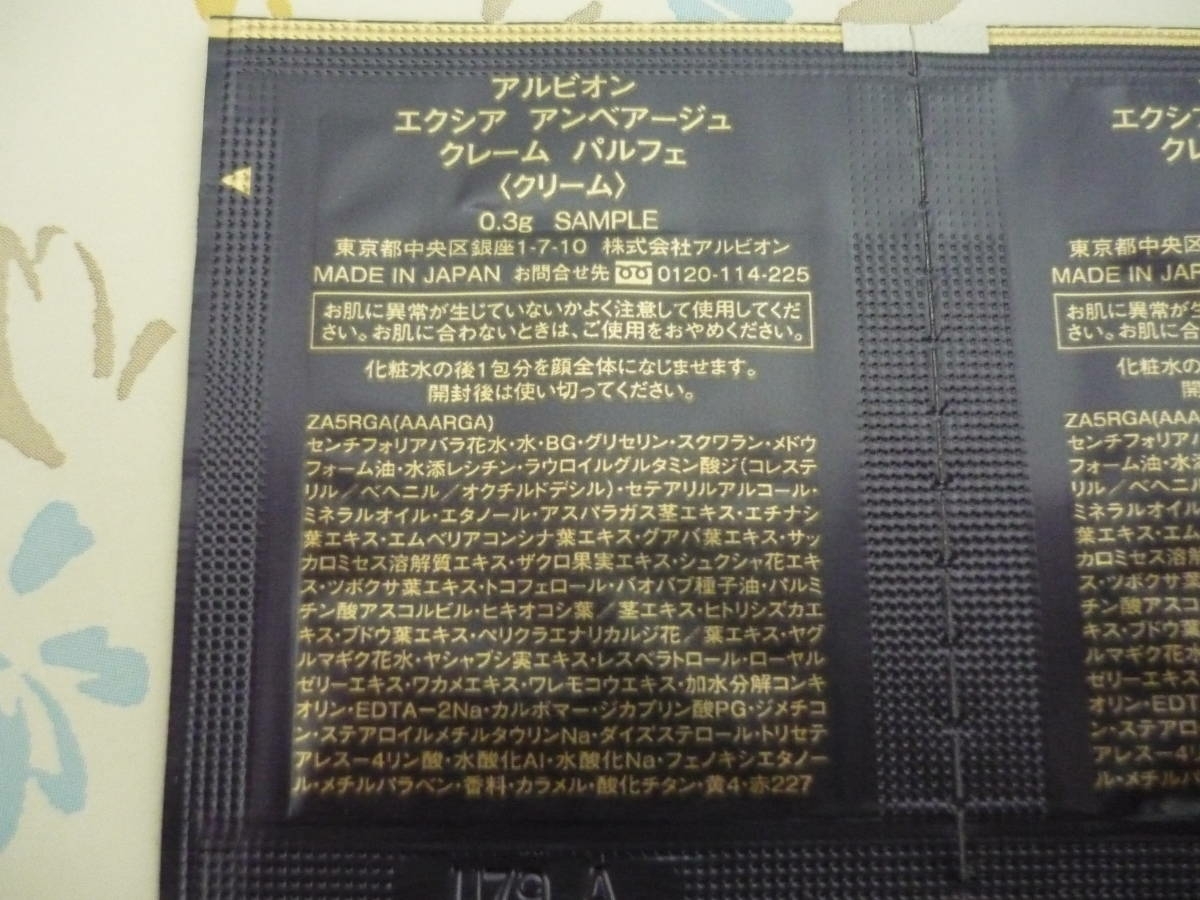 アルビオン
エクシア アンベアージュ
クレーム パルフェ
〈クリーム〉
0.3g SAMPLE
東京都中央区銀座1-7-10 株式会社アルビオン
MADE IN JAPAN お問合せ先 0120-114-225
お肌に異常が生じていないかよく注意して使用してくだ
さい。お肌に合わないときは、ご使用をおやめください。
化粧水の後1包分を顔全体になじませます。
開封後は使い切ってください。
ZA5RGA(AAARGA)
センチフォリアバラ花水・水・BG・グリセリン・スクワラン・メドウ
フォーム油・水添レシチン・ラウロイルグルタミン酸ジ(コレステ
リル/ベヘニル/オクチルドデシル)・セテアリルアルコール・
ミネラルオイル・エタノール・アスパラガス茎エキス・エチナシ
葉エキス・エムベリアコンシナ葉エキス・グアバ葉エキス・サッ
カロミセス溶解質エキス・ザクロ果実エキス・シュクシャ花エキ
ス・ツボクサ葉エキス・トコフェロール・バオバブ種子油・パルミ
チン酸アスコルビル・ヒキオコシ葉/茎エキス・ヒトリシズカエ
キス・ブドウ葉エキス・ヘリクラエナリカルジ花/葉エキス・ヤグ
ルマギク花水・ヤシャブシ実エキス・レスベラトロール・ローヤル
ゼリーエキス・ワカメエキス・ワレモコウエキス・加水分解コンキ
オリン・EDTA-2Na・カルボマー・ジカプリン酸PG・ジメチコ
ン・ステアロイルメチルタウリンNa・ダイズステロール・トリセテ
アレス-4リン酸・水酸化Al・水酸化Na・フェノキシエタノー
ル・メチルパラベン・香料・カラメル・酸化チタン・黄4・赤227
エクシア
クレ
東京都中央区
MADE IN JAP
お肌に異常が
さい。お肌に合
化粧水の
開
ZA5RGA(AAA
センチフォリア
フォーム油・水添
リル/ベヘニル
ミネラルオイル
葉エキス・エム
カロミセス溶解
ス・ツボクサ葉
チン酸アスコ
キス・ブドウ葉
ルマギク花水
ゼリーエキス
オリン・EDT
ン・ステアロ
アレス-4リ
ル・メチル